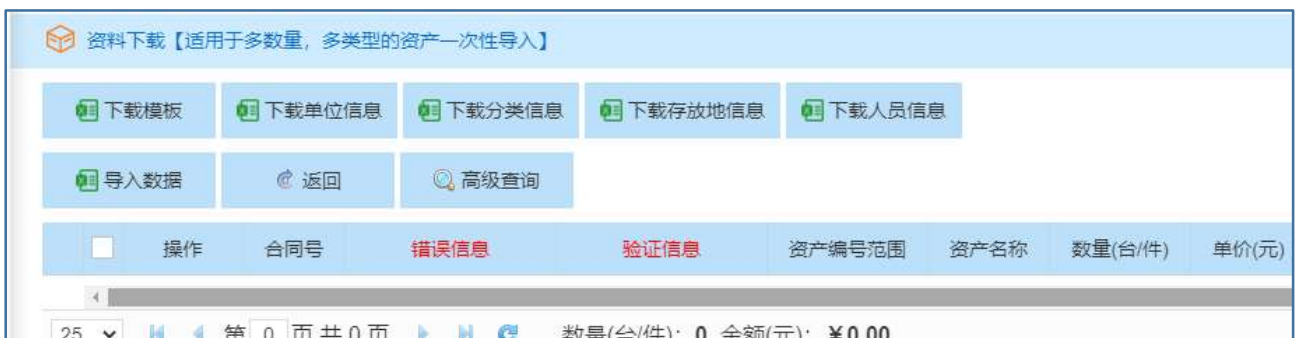 资料下载【适用于多数量，多类型的资产一次性导入】
下载模板 下载单位信息 下载分类信息 下载存放地信息 下载人员信息
导入数据 返回 高级查询
操作 合同号 错误信息 验证信息 资产编号范围 资产名称 数量(台/件) 单价(元)
25 第 0 页 共 0 页 数量(台/件): 0 金额(元): ￥0.00